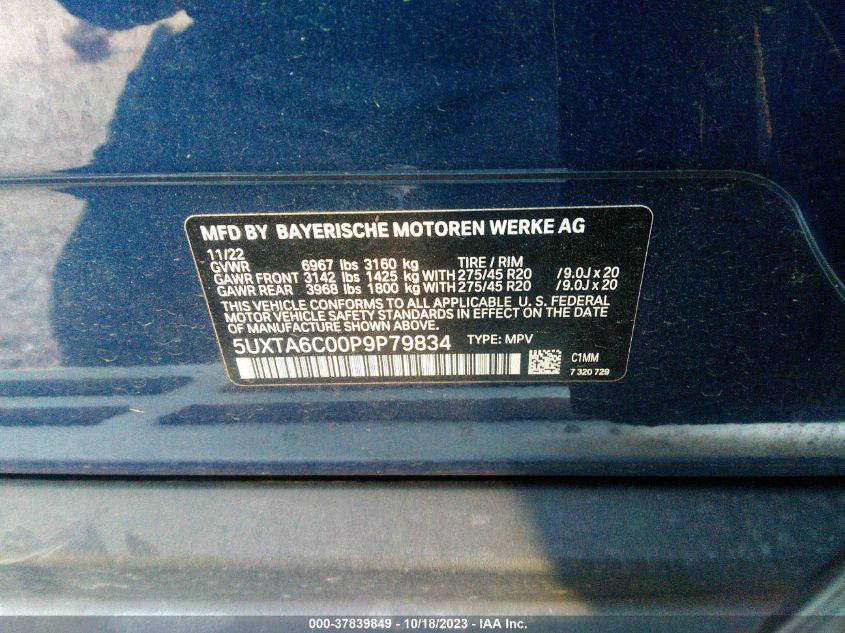 MFD BY BAYERISCHE MOTOREN WERKE AG
11/22
GVWR 6967 lbs 3160 kg TIRE / RIM
GAWR FRONT 3142 lbs 1425 kg WITH 275/45 R20 / 9.0J x 20
GAWR REAR 3968 lbs 1800 kg WITH 275/45 R20 / 9.0J x 20
THIS VEHICLE CONFORMS TO ALL APPLICABLE U. S. FEDERAL
MOTOR VEHICLE SAFETY STANDARDS IN EFFECT ON THE DATE
OF MANUFACTURE SHOWN ABOVE.
5UXTA6C00P9P79834 TYPE: MPV
C1MM
7 320 729
000-37839849 - 10/18/2023 - IAA Inc.